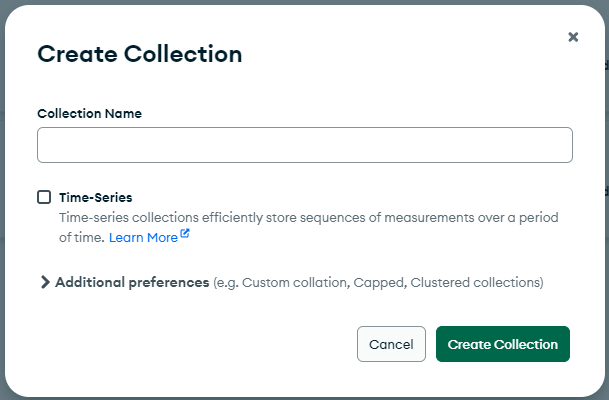 Create Collection
Collection Name
Time-Series
Time-series collections efficiently store sequences of measurements over a period
of time. Learn More
Additional preferences (e.g. Custom collation, Capped, Clustered collections)
Cancel
Create Collection